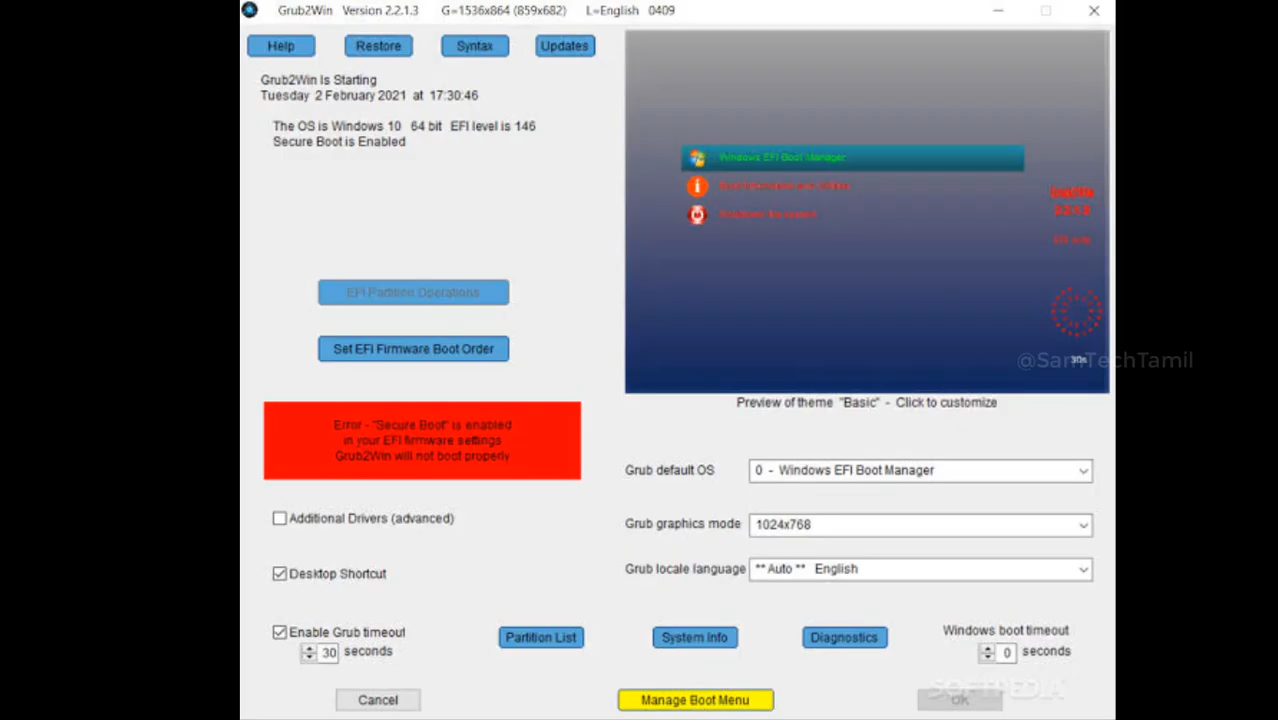 Grub2Win Version 2.2.1.3 G=1536x864 (859x682) L=English 0409
Help Restore Syntax Updates
Grub2Win Is Starting
Tuesday 2 February 2021 at 17:30:46
The OS is Windows 10 64 bit EFI level is 146
Secure Boot is Enabled
EFI Partition Operations
Set EFI Firmware Boot Order
Error - "Secure Boot" is enabled
in your EFI firmware settings
Grub2Win will not boot properly
Additional Drivers (advanced)
Desktop Shortcut
Enable Grub timeout
30 seconds
Windows EFI Boot Manager
30s
@SamTechTamil
Preview of theme "Basic" - Click to customize
Grub default OS 0 - Windows EFI Boot Manager
Grub graphics mode 1024x768
Grub locale language ** Auto ** English
Partition List System Info Diagnostics
Windows boot timeout
0 seconds
Cancel Manage Boot Menu OK
SOFTPEDIA